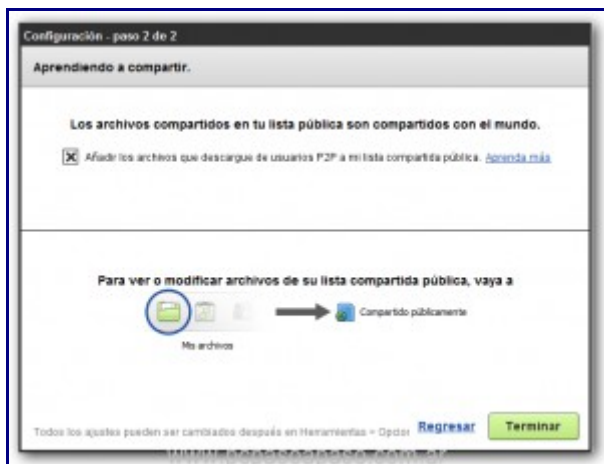 Configuración - paso 2 de 2
Aprendiendo a compartir.
Los archivos compartidos en tu lista pública son compartidos con el mundo.
Añadir los archivos que descargue de usuarios P2P a mi lista compartida pública. Aprenda más
Para ver o modificar archivos de su lista compartida pública, vaya a
Compartido públicamente
Mis archivos
Todos los ajustes pueden ser cambiados después en Herramientas > Opcio
Regresar
Terminar